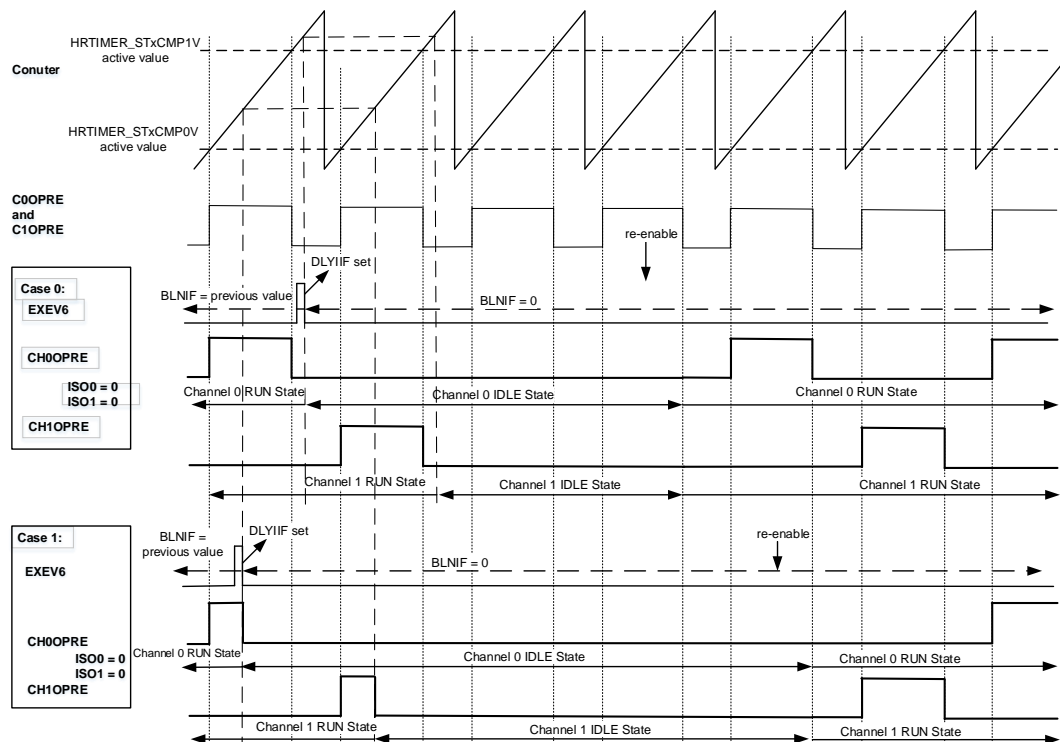 HRTIMER_STxCMP1V
active value
Conuter
HRTIMER_STxCMP0V
active value
C0OPRE
and
C1OPRE
re-enable
DLYIIF set
Case 0:
BLNIF = previous value
BLNIF = 0
EXEV6
CH0OPRE
ISO0 = 0
ISO1 = 0
Channel 0 RUN State
Channel 0 IDLE State
Channel 0 RUN State
CH1OPRE
Channel 1 RUN State
Channel 1 IDLE State
Channel 1 RUN State
Case 1:
BLNIF =
previous value
DLYIIF set
re-enable
BLNIF = 0
EXEV6
CH0OPRE
ISO0 = 0
ISO1 = 0
Channel 0 RUN State
Channel 0 IDLE State
Channel 0 RUN State
CH1OPRE
Channel 1 RUN State
Channel 1 IDLE State
Channel 1 RUN State